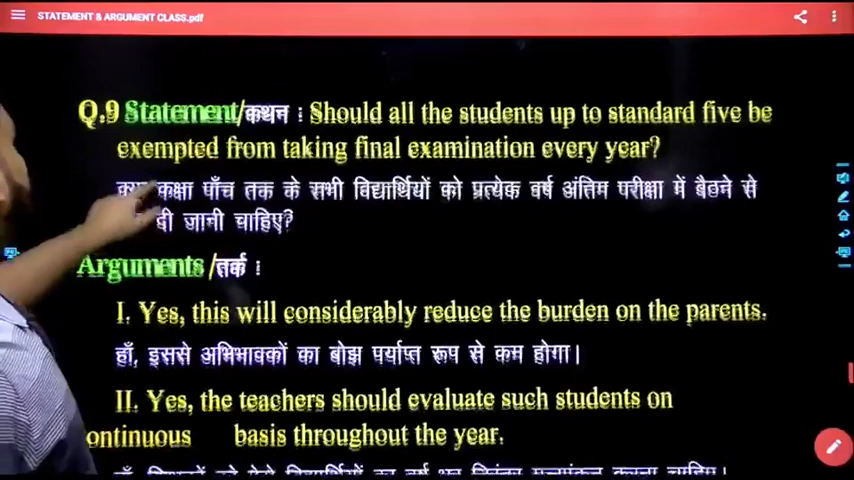 STATEMENT & ARGUMENT CLASS.pdf
Q.9 Statement/कथन : Should all the students up to standard five be
exempted from taking final examination every year?
कक्षा पाँच तक के सभी विद्यार्थियों को प्रत्येक वर्ष अंतिम परीक्षा में बैठने से
दी जानी चाहिए?
Arguments/तर्क :
I. Yes, this will considerably reduce the burden on the parents.
हाँ, इससे अभिभावकों का बोझ पर्याप्त रूप से कम होगा।
II. Yes, the teachers should evaluate such students on
ontinuous basis throughout the year.